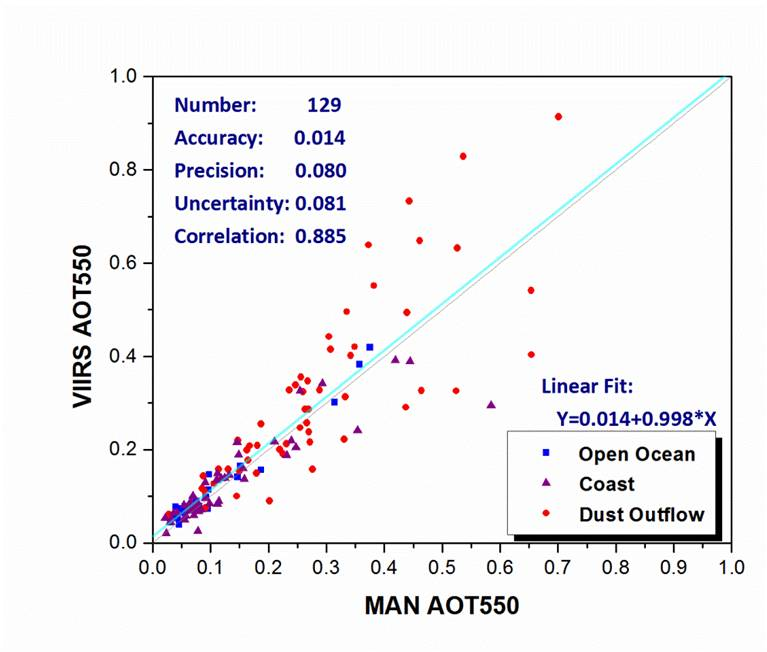 Number: 129
Accuracy: 0.014
Precision: 0.080
Uncertainty: 0.081
Correlation: 0.885
VIIRS AOT550
1.0
0.8
0.6
0.4
0.2
0.0
Linear Fit:
Y=0.014+0.998*X
Open Ocean
Coast
Dust Outflow
0.0 0.1 0.2 0.3 0.4 0.5 0.6 0.7 0.8 0.9 1.0
MAN AOT550